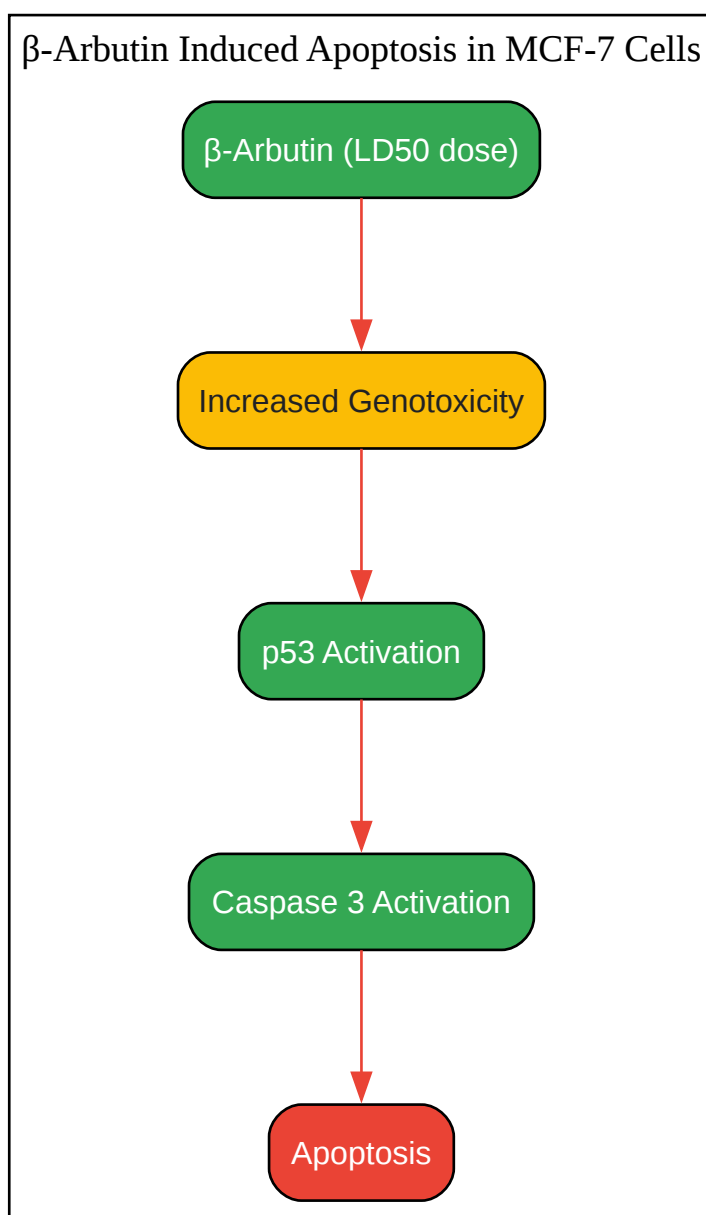 β-Arbutin Induced Apoptosis in MCF-7 Cells
β-Arbutin (LD50 dose)
Increased Genotoxicity
p53 Activation
Caspase 3 Activation
Apoptosis